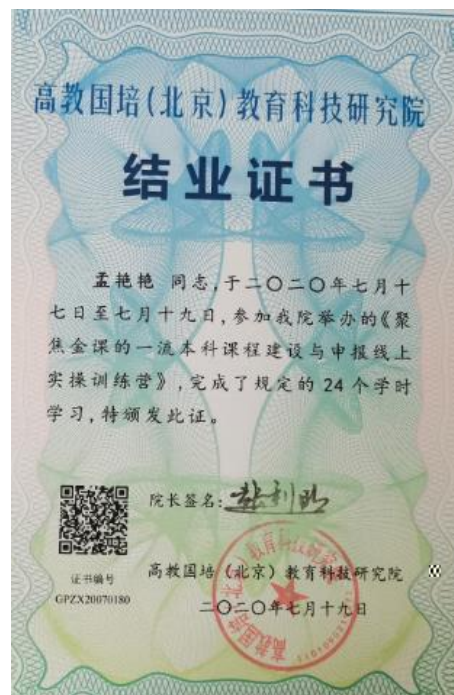 高教国培(北京)教育科技研究院
结业证书
孟艳艳 同志,于二〇二〇年七月十
七日至七月十九日,参加我院举办的《聚
焦金课的一流本科课程建设与申报线上
实操训练营》,完成了规定的 24 个学时
学习,特颁发此证。
院长签名:
证书编号
GPZX20070180
高教国培(北京)教育科技研究院
二〇二〇年七月十九日